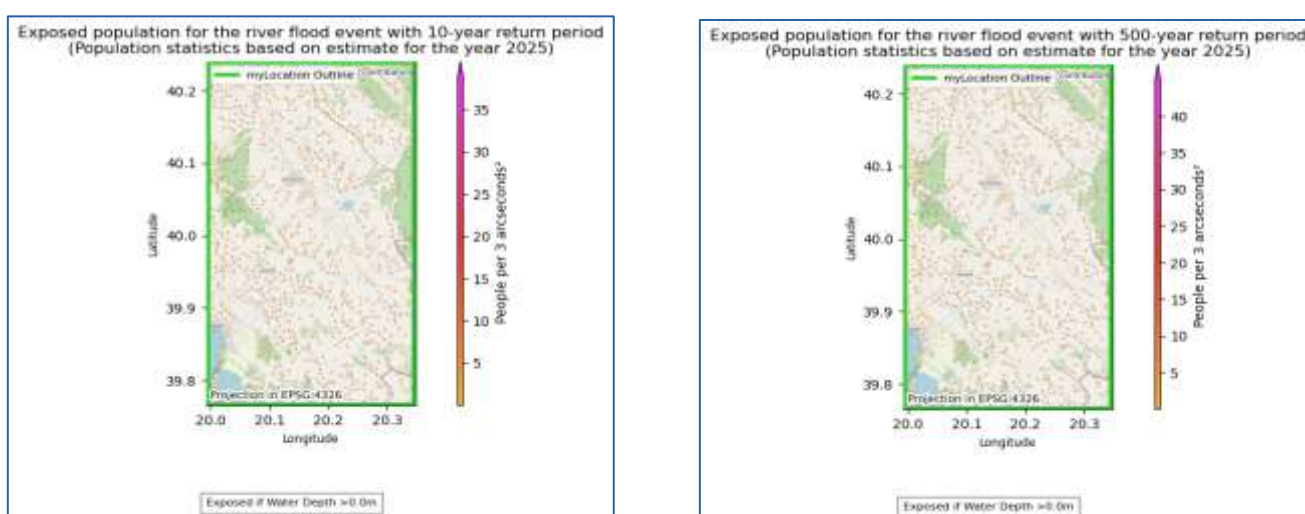 Exposed population for the river flood event with 10-year return period
(Population statistics based on estimate for the year 2025)
myLocation Outline
40.2
40.1
40.0
39.9
39.8
Latitude
Projection in EPSG:4326
20.0 20.1 20.2 20.3
Longitude
35
30
25
20
15
10
5
People per 3 arcseconds²
Exposed if Water Depth >0.0m
Exposed population for the river flood event with 500-year return period
(Population statistics based on estimate for the year 2025)
myLocation Outline
40.2
40.1
40.0
39.9
39.8
Latitude
Projection in EPSG:4326
20.0 20.1 20.2 20.3
Longitude
40
35
30
25
20
15
10
5
People per 3 arcseconds²
Exposed if Water Depth >0.0m